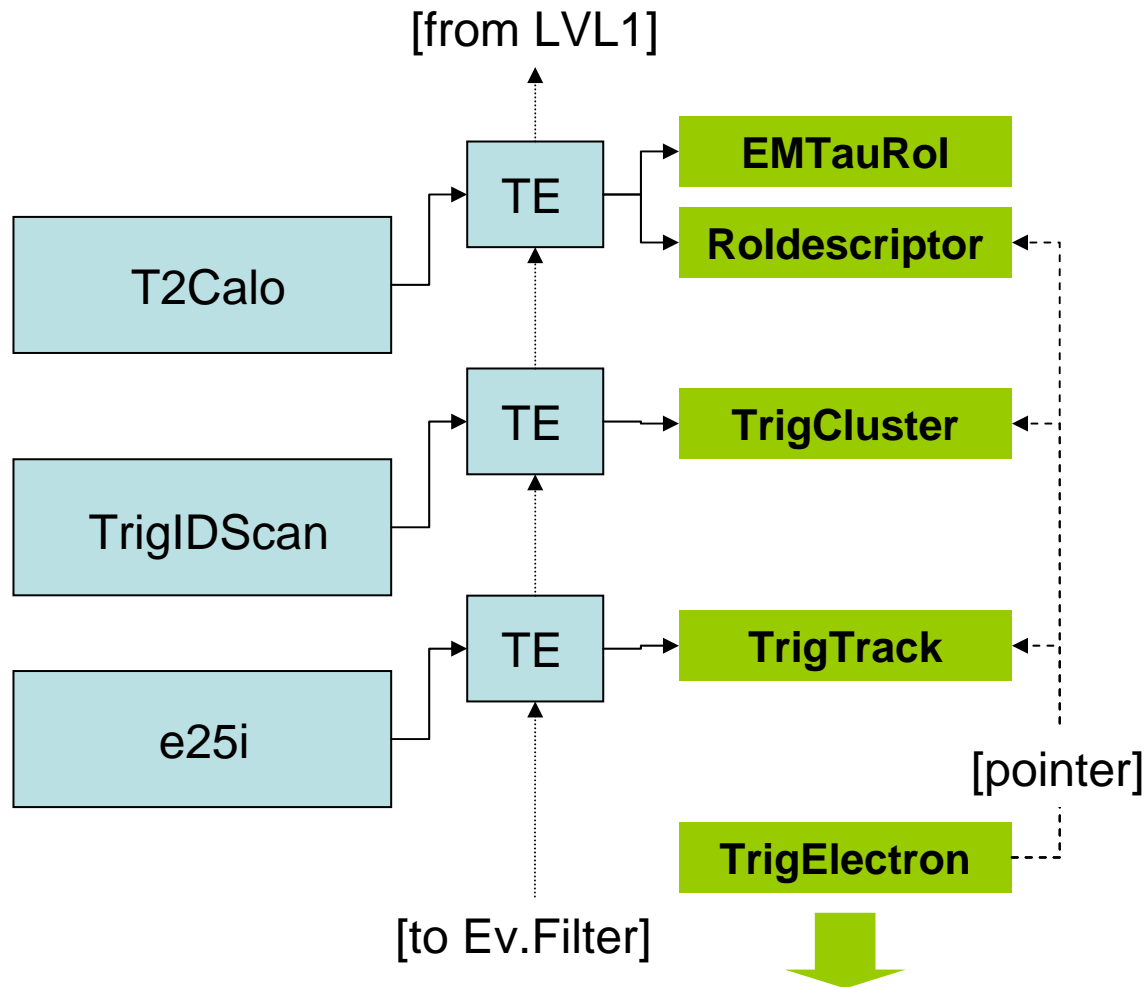 [from LVL1]
EMTauRoI
TE
RoIdescriptor
T2Calo
TE
TrigCluster
TrigIDScan
TE
TrigTrack
e25i
[pointer]
TrigElectron
[to Ev.Filter]